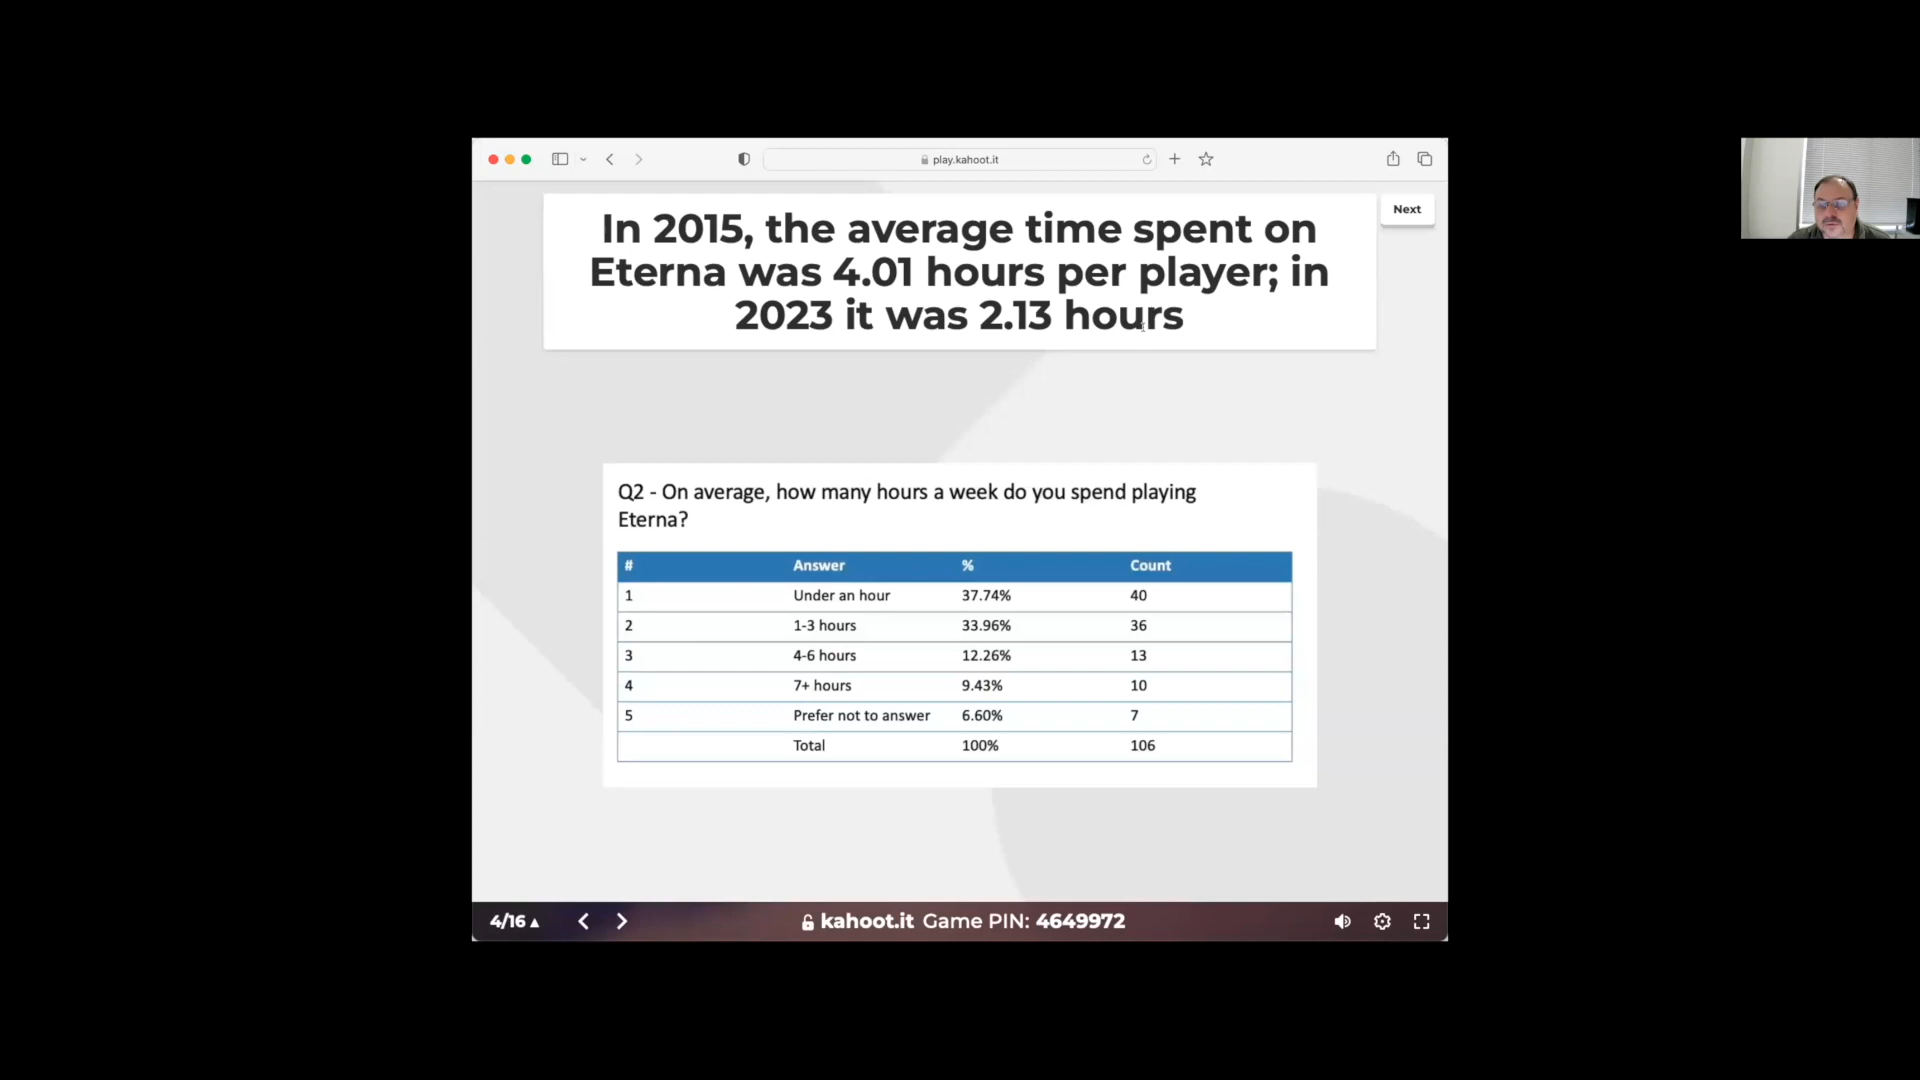 play.kahoot.it
In 2015, the average time spent on
Eterna was 4.01 hours per player; in
2023 it was 2.13 hours
Next
Q2 - On average, how many hours a week do you spend playing
Eterna?
# Answer % Count
1 Under an hour 37.74% 40
2 1-3 hours 33.96% 36
3 4-6 hours 12.26% 13
4 7+ hours 9.43% 10
5 Prefer not to answer 6.60% 7
Total 100% 106
4/16 kahoot.it Game PIN: 4649972